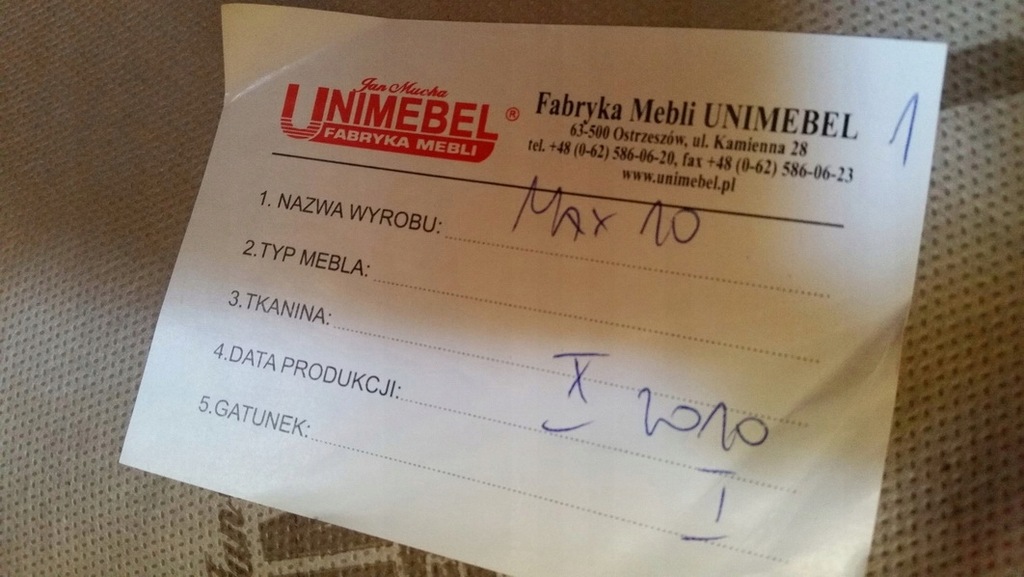 Jan Mucha
UNIMEBEL®
FABRYKA MEBLI
Fabryka Mebli UNIMEBEL
63-500 Ostrzeszów, ul. Kamienna 28
tel. +48 (0-62) 586-06-20, fax +48 (0-62) 586-06-23
www.unimebel.pl
1
1. NAZWA WYROBU: MAX 10
2.TYP MEBLA:
3.TKANINA:
4.DATA PRODUKCJI: X 2010
5.GATUNEK: I